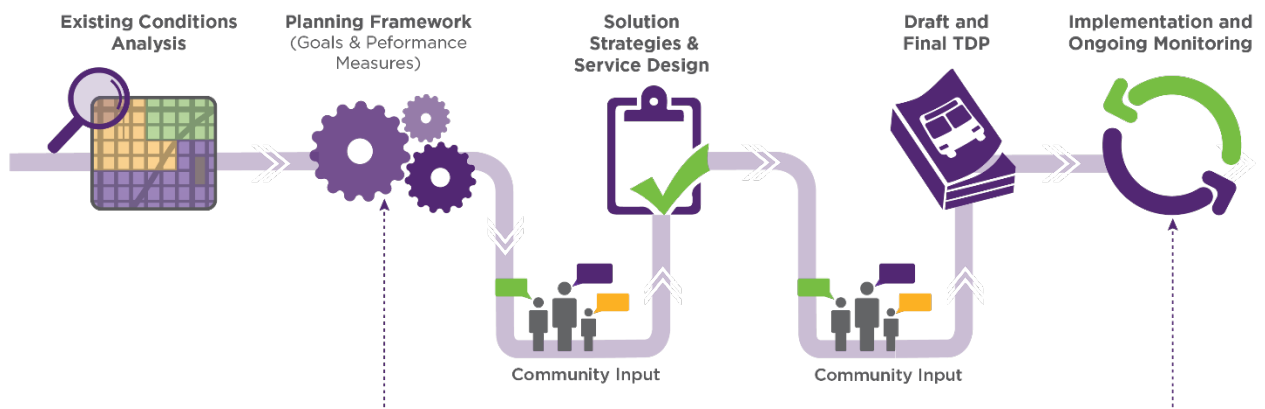 Existing Conditions
Analysis
Planning Framework
(Goals & Peformance
Measures)
Solution
Strategies &
Service Design
Draft and
Final TDP
Implementation and
Ongoing Monitoring
Community Input
Community Input